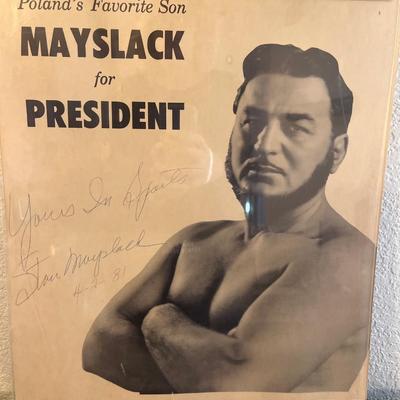 Poland's Favorite Son
MAYSLACK
for
PRESIDENT
Yours In Sports
Stan Mayslack
4-2-81